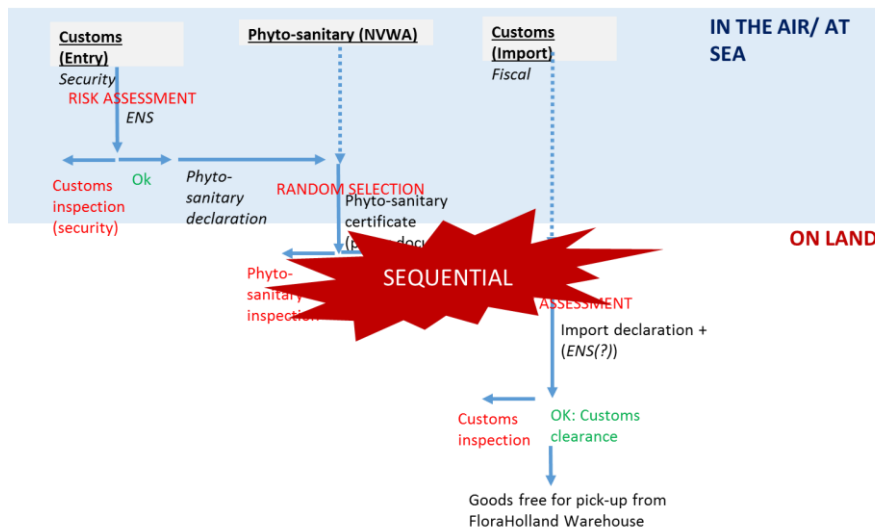 Customs
(Entry)
Security
RISK ASSESSMENT
ENS
Customs
inspection
(security)
Ok
Phyto-
sanitary
declaration
Phyto-sanitary (NVWA)
RANDOM SELECTION
Phyto-sanitary
certificate
Phyto-
sanitary
inspection
SEQUENTIAL
Customs
(Import)
Fiscal
ASSESSMENT
Import declaration +
(ENS(?))
Customs
inspection
OK: Customs
clearance
Goods free for pick-up from
FloraHolland Warehouse
IN THE AIR/ AT
SEA
ON LAND